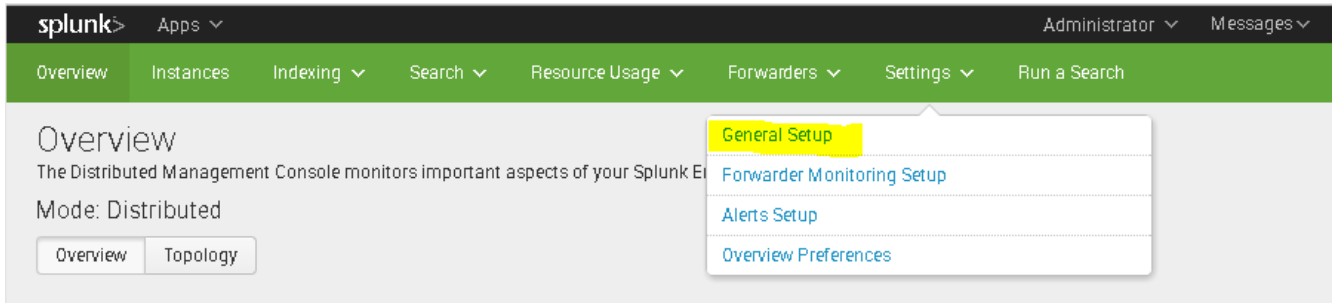 splunk> Apps Administrator Messages
Overview Instances Indexing Search Resource Usage Forwarders Settings Run a Search
Overview
General Setup
The Distributed Management Console monitors important aspects of your Splunk
Forwarder Monitoring Setup
Mode: Distributed
Alerts Setup
Overview Topology
Overview Preferences